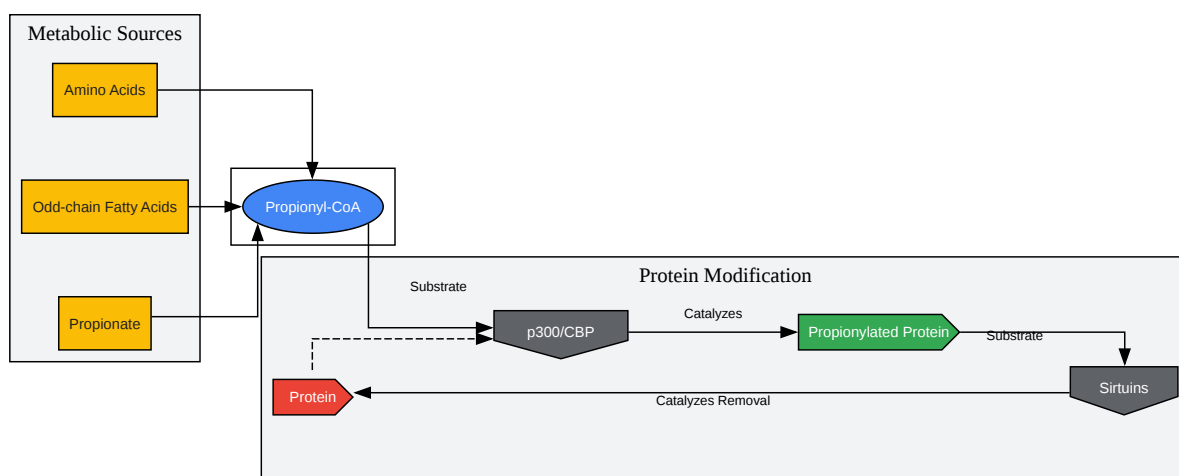 Metabolic Sources
Amino Acids
Odd-chain Fatty Acids
Propionyl-CoA
Propionate
Protein Modification
Substrate
p300/CBP
Catalyzes
Propionylated Protein
Substrate
Sirtuins
Protein
Catalyzes Removal